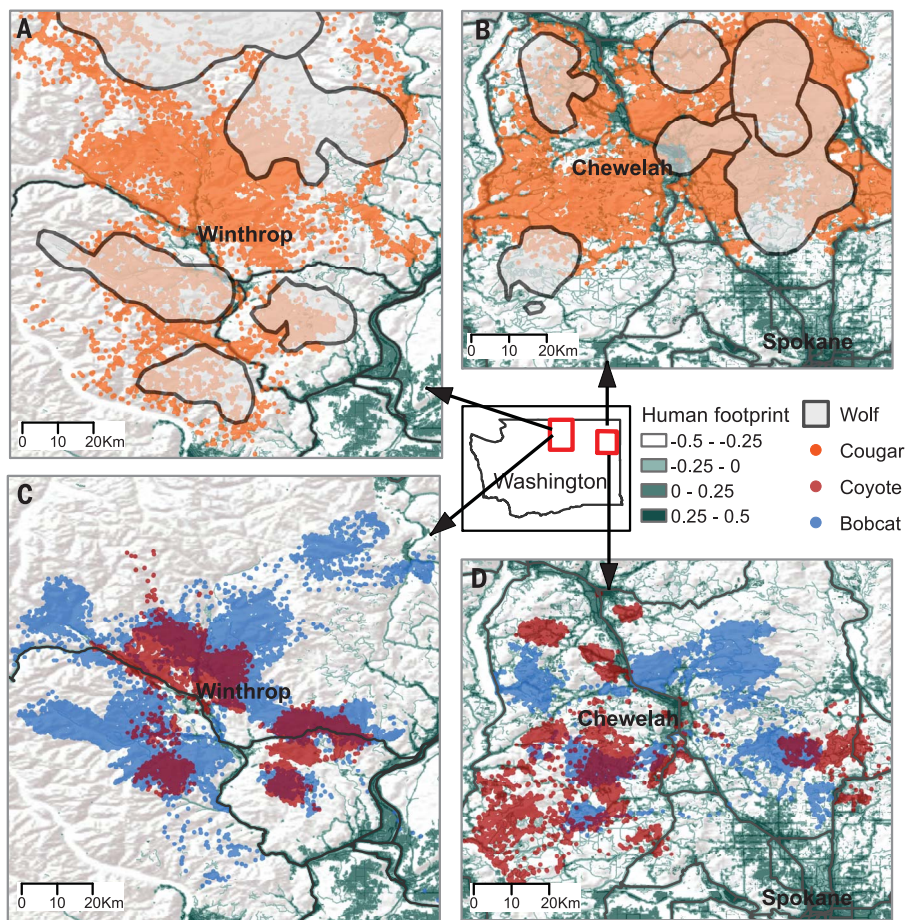 A
Winthrop
0 10 20Km
B
Chewelah
Spokane
0 10 20Km
Washington
Human footprint
-0.5 - -0.25
-0.25 - 0
0 - 0.25
0.25 - 0.5
Wolf
Cougar
Coyote
Bobcat
C
Winthrop
0 10 20Km
D
Chewelah
Spokane
0 10 20Km